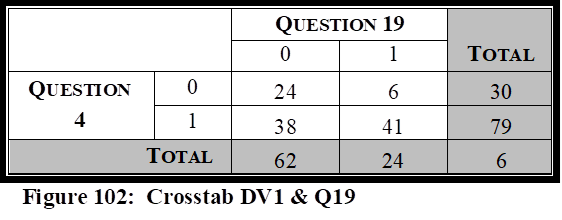 QUESTION 19
0 1 TOTAL
QUESTION 4 0 24 6 30
1 38 41 79
TOTAL 62 24 6
Figure 102: Crosstab DV1 & Q19